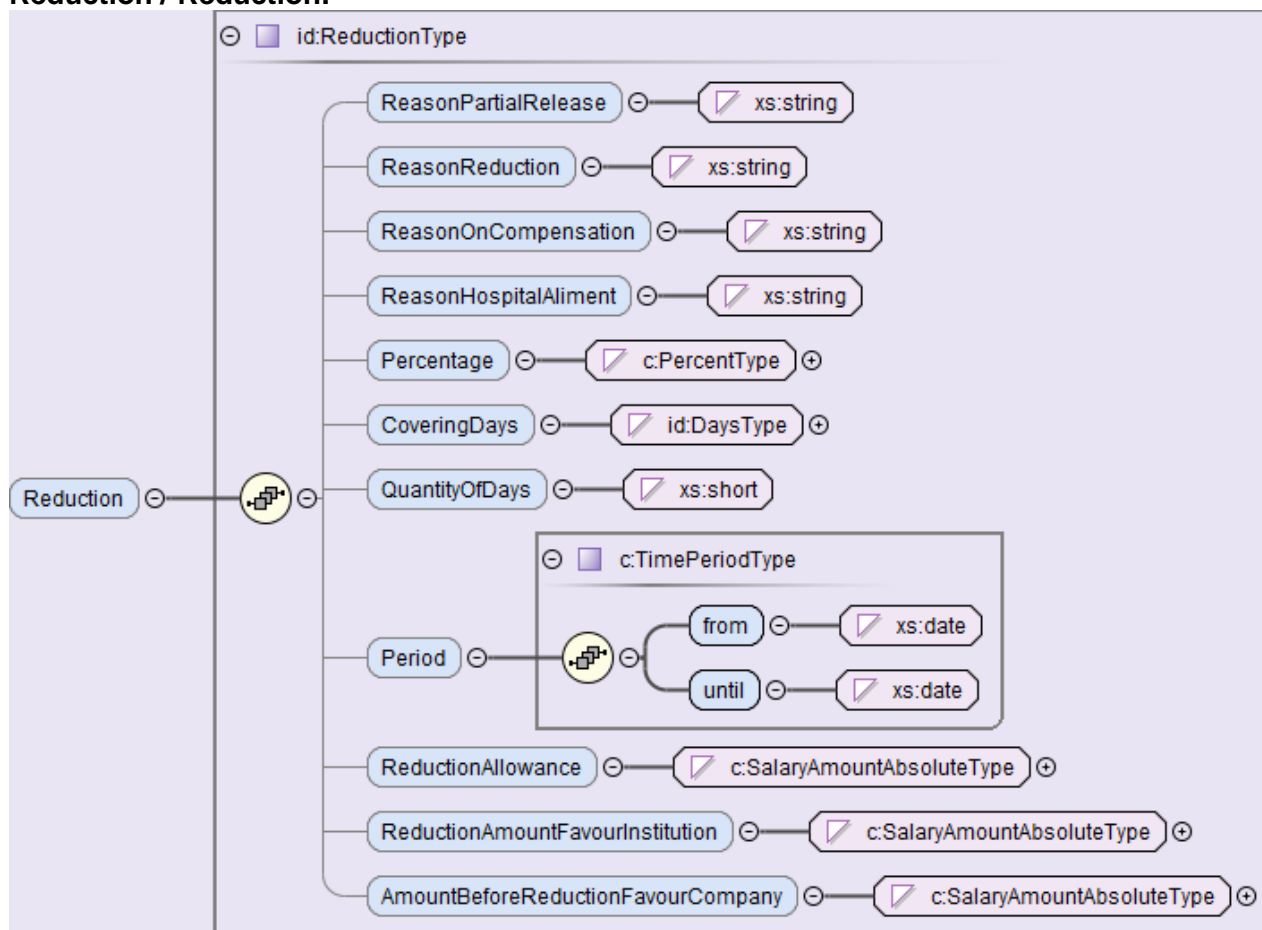 Reduction / Reduction.
id:ReductionType
ReasonPartialRelease xs:string
ReasonReduction xs:string
ReasonOnCompensation xs:string
ReasonHospitalAliment xs:string
Percentage c:PercentType
CoveringDays id:DaysType
Reduction QuantityOfDays xs:short
c:TimePeriodType
from xs:date
Period
until xs:date
ReductionAllowance c:SalaryAmountAbsoluteType
ReductionAmountFavourInstitution c:SalaryAmountAbsoluteType
AmountBeforeReductionFavourCompany c:SalaryAmountAbsoluteType